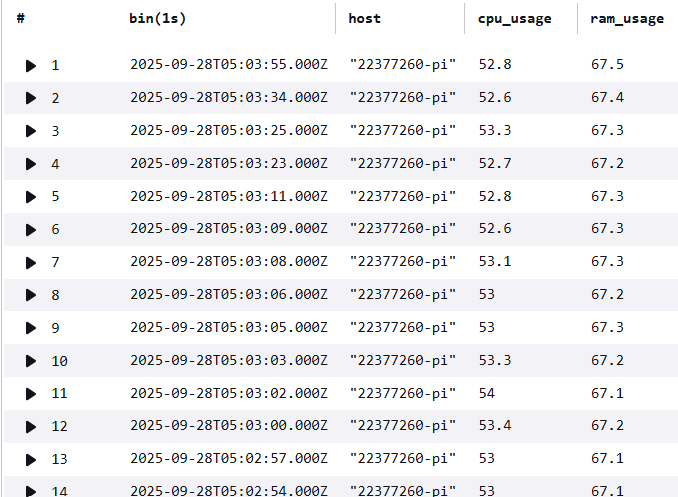 # bin(1s) host cpu_usage ram_usage
1 2025-09-28T05:03:55.000Z "22377260-pi" 52.8 67.5
2 2025-09-28T05:03:34.000Z "22377260-pi" 52.6 67.4
3 2025-09-28T05:03:25.000Z "22377260-pi" 53.3 67.3
4 2025-09-28T05:03:23.000Z "22377260-pi" 52.7 67.2
5 2025-09-28T05:03:11.000Z "22377260-pi" 52.8 67.3
6 2025-09-28T05:03:09.000Z "22377260-pi" 52.6 67.3
7 2025-09-28T05:03:08.000Z "22377260-pi" 53.1 67.3
8 2025-09-28T05:03:06.000Z "22377260-pi" 53 67.2
9 2025-09-28T05:03:05.000Z "22377260-pi" 53 67.3
10 2025-09-28T05:03:03.000Z "22377260-pi" 53.3 67.2
11 2025-09-28T05:03:02.000Z "22377260-pi" 54 67.1
12 2025-09-28T05:03:00.000Z "22377260-pi" 53.4 67.2
13 2025-09-28T05:02:57.000Z "22377260-pi" 53 67.1
14 2025-09-28T05:02:54.000Z "22377260-pi" 53 67.1